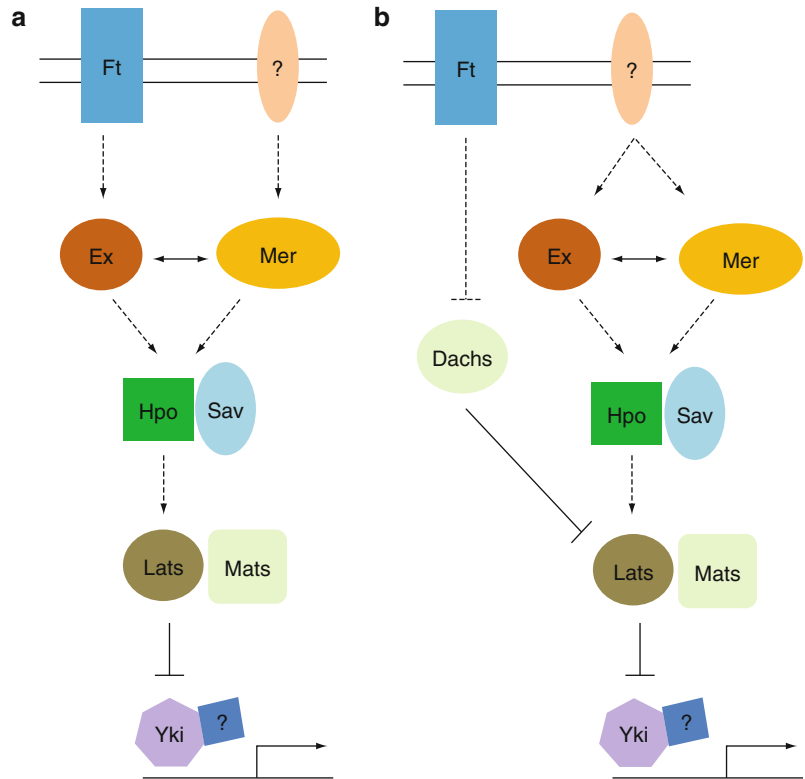 a
Ft
?
Ex
Mer
Hpo
Sav
Lats
Mats
Yki
?
b
Ft
?
Ex
Mer
Dachs
Hpo
Sav
Lats
Mats
Yki
?